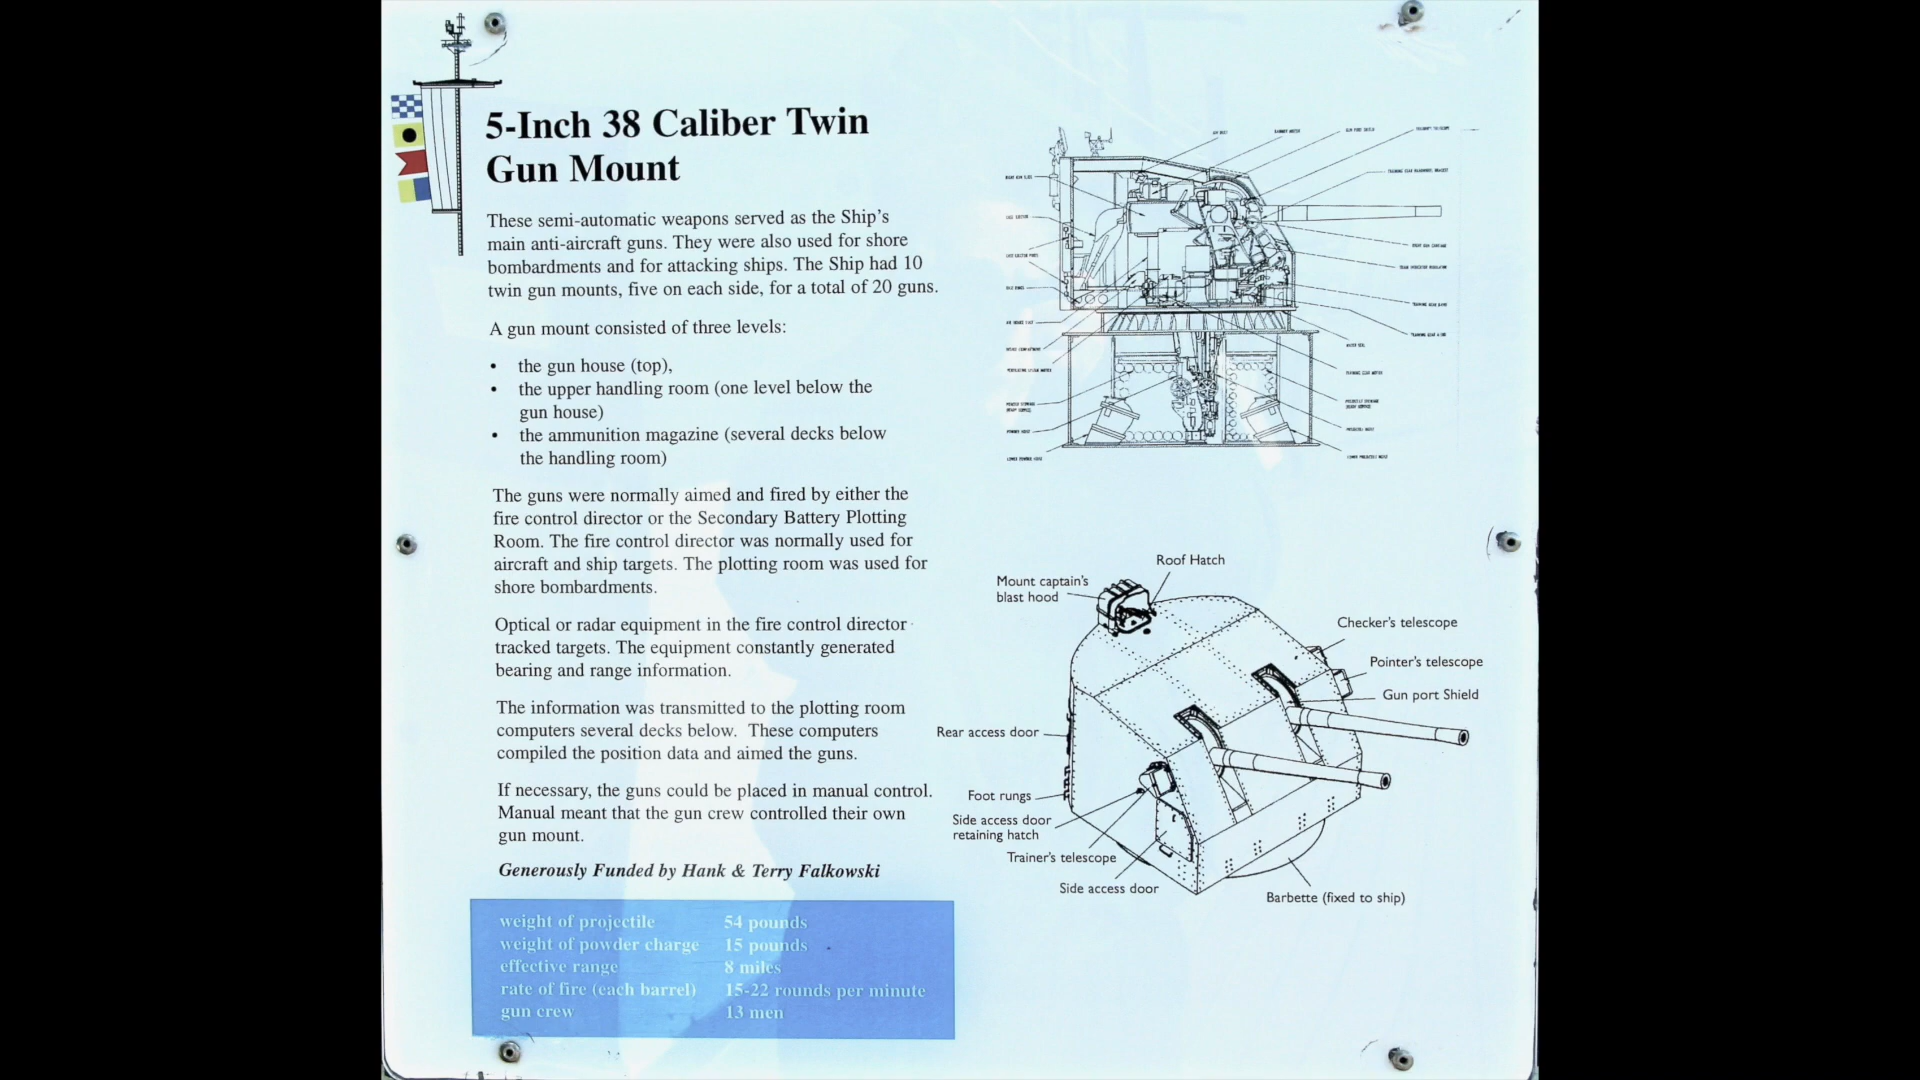 5-Inch 38 Caliber Twin
Gun Mount
These semi-automatic weapons served as the Ship's
main anti-aircraft guns. They were also used for shore
bombardments and for attacking ships. The Ship had 10
twin gun mounts, five on each side, for a total of 20 guns.
A gun mount consisted of three levels:
• the gun house (top),
• the upper handling room (one level below the
gun house)
• the ammunition magazine (several decks below
the handling room)
The guns were normally aimed and fired by either the
fire control director or the Secondary Battery Plotting
Room. The fire control director was normally used for
aircraft and ship targets. The plotting room was used for
shore bombardments.
Optical or radar equipment in the fire control director
tracked targets. The equipment constantly generated
bearing and range information.
The information was transmitted to the plotting room
computers several decks below. These computers
compiled the position data and aimed the guns.
If necessary, the guns could be placed in manual control.
Manual meant that the gun crew controlled their own
gun mount.
Generously Funded by Hank & Terry Falkowski
weight of projectile 54 pounds
weight of powder charge 15 pounds
effective range 8 miles
rate of fire (each barrel) 15-22 rounds per minute
gun crew 13 men
Roof Hatch
Mount captain's
blast hood
Checker's telescope
Pointer's telescope
Gun port Shield
Rear access door
Foot rungs
Side access door
retaining hatch
Trainer's telescope
Side access door
Barbette (fixed to ship)